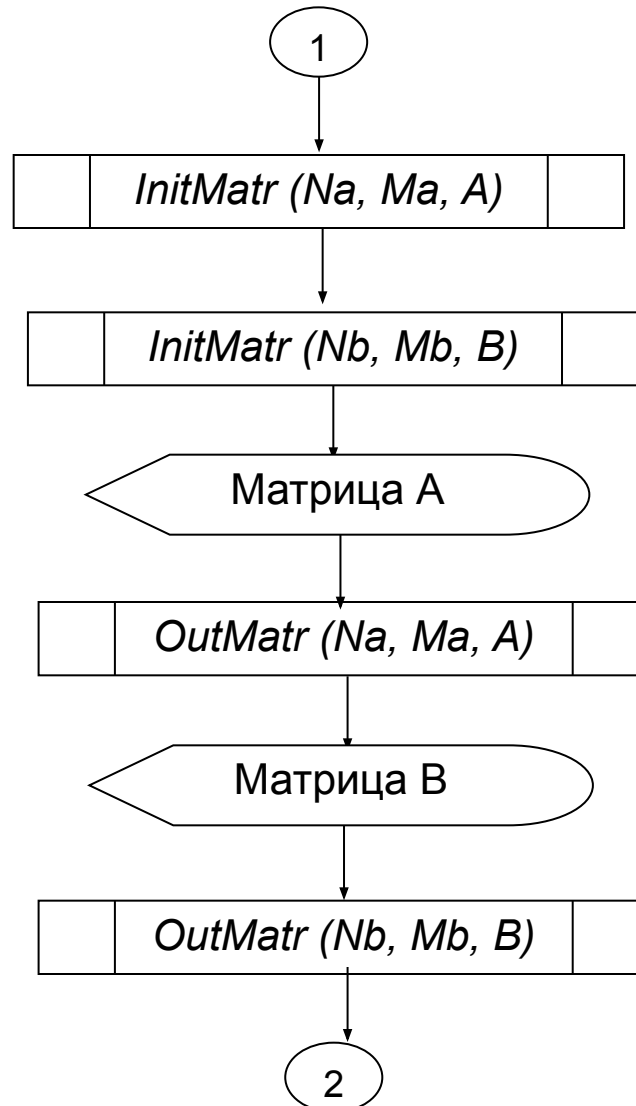 1
InitMatr (Na, Ma, A)
InitMatr (Nb, Mb, B)
Матрица А
OutMatr (Na, Ma, A)
Матрица В
OutMatr (Nb, Mb, B)
2